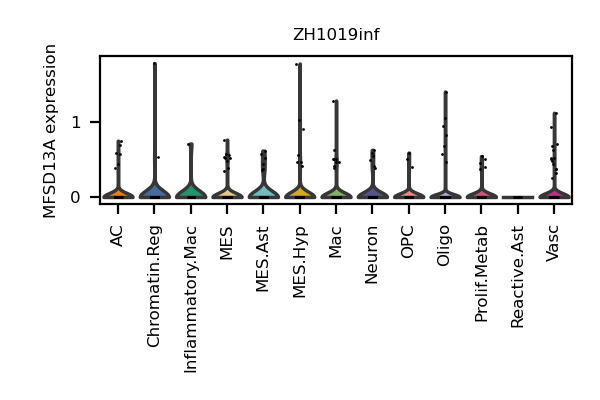 ZH1019inf
MFSD13A expression
1
0
AC
Chromatin.Reg
Inflammatory.Mac
MES
MES.Ast
MES.Hyp
Mac
Neuron
OPC
Oligo
Prolif.Metab
Reactive.Ast
Vasc